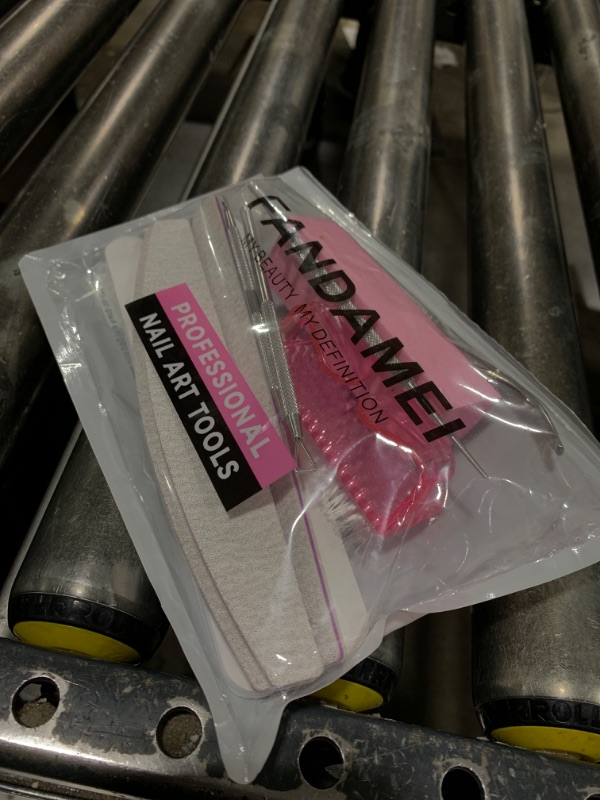 FANDAMEI
MY BEAUTY MY DEFINITION
PROFESSIONAL
NAIL ART TOOLS